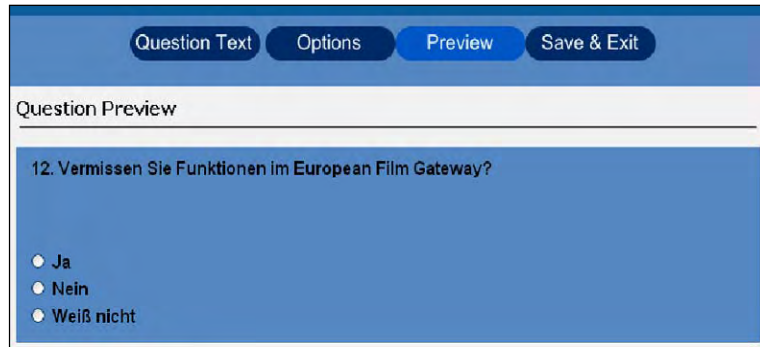 Question Text Options Preview Save & Exit
Question Preview
12. Vermissen Sie Funktionen im European Film Gateway?
Ja
Nein
Weiß nicht